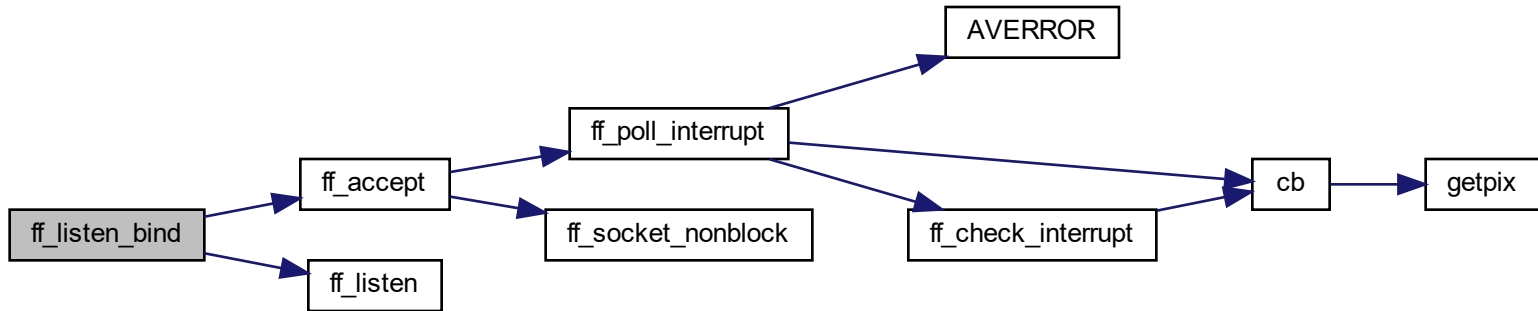 ff_listen_bind
ff_accept
ff_listen
ff_poll_interrupt
ff_socket_nonblock
AVERROR
ff_check_interrupt
cb
getpix